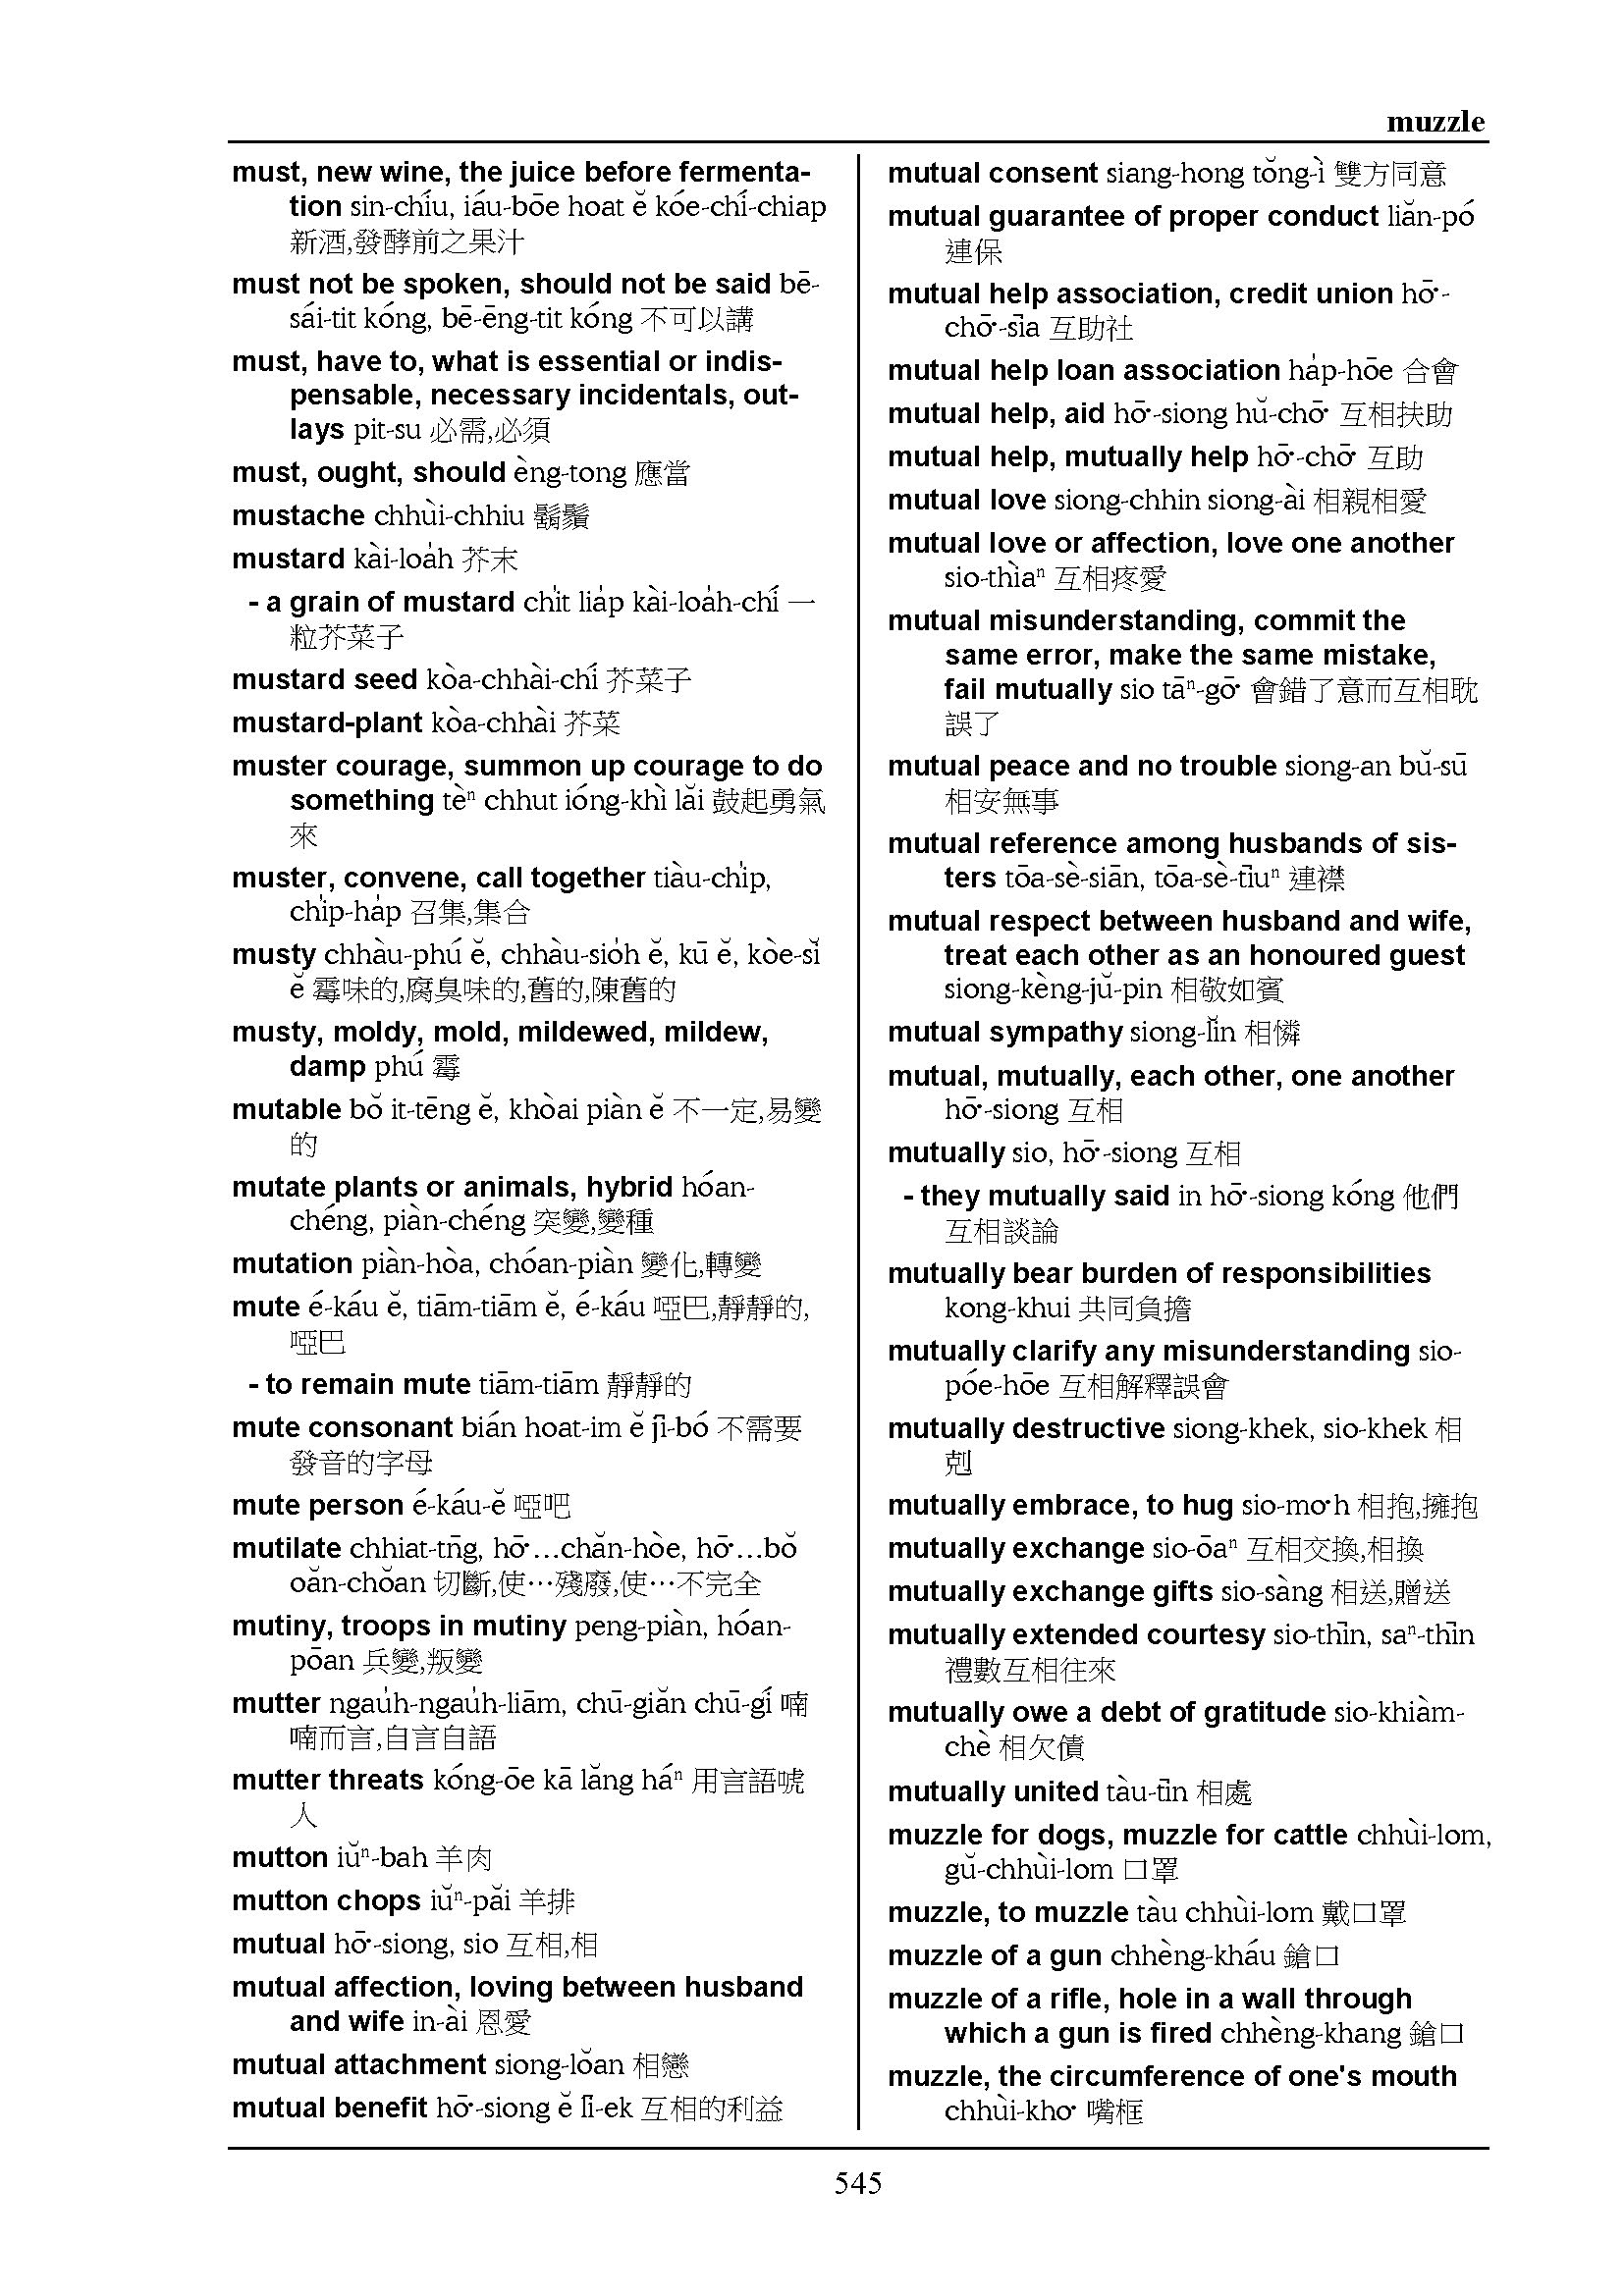 muzzle
must, new wine, the juice before fermenta-
tion sin-chíu, iáu-bōe hoat ĕ kóe-chí-chiap
新酒,發酵前之果汁
must not be spoken, should not be said bē-
sái-tit kóng, bē-ēng-tit kóng 不可以講
must, have to, what is essential or indis-
pensable, necessary incidentals, out-
lays pit-su 必需,必須
must, ought, should èng-tong 應當
mustache chhùi-chhiu 鬍鬚
mustard kài-loa̍h 芥末
- a grain of mustard chi̍t lia̍p kài-loa̍h-chí 一
粒芥菜子
mustard seed kòa-chhài-chí 芥菜子
mustard-plant kòa-chhài 芥菜
muster courage, summon up courage to do
something tèⁿ chhut ióng-khì lăi 鼓起勇氣
來
muster, convene, call together tiàu-chi̍p,
chi̍p-ha̍p 召集,集合
musty chhàu-phú ĕ, chhàu-sio̍h ĕ, kū ĕ, kòe-sĭ
ĕ 霉味的,腐臭味的,舊的,陳舊的
musty, moldy, mold, mildewed, mildew,
damp phú 霉
mutable bŏ it-tēng ĕ, khòai piàn ĕ 不一定,易變
的
mutate plants or animals, hybrid hóan-
chéng, piàn-chéng 突變,變種
mutation piàn-hòa, chóan-piàn 變化,轉變
mute é-káu ĕ, tiām-tiām ĕ, é-káu 啞巴,靜靜的,
啞巴
- to remain mute tiām-tiām 靜靜的
mute consonant bián hoat-im ĕ jī-bó 不需要
發音的字母
mute person é-káu-ĕ 啞吧
mutilate chhiat-tn̄g, hō͘…chăn-hòe, hō͘…bŏ
oăn-chŏan 切斷,使…殘廢,使…不完全
mutiny, troops in mutiny peng-piàn, hóan-
pōan 兵變,叛變
mutter ngau̍h-ngau̍h-liām, chū-giăn chū-gí 喃
喃而言,自言自語
mutter threats kóng-ōe kā lăng háⁿ 用言語唬
人
mutton iŭⁿ-bah 羊肉
mutton chops iŭⁿ-păi 羊排
mutual hō͘-siong, sio 互相,相
mutual affection, loving between husband
and wife in-ài 恩愛
mutual attachment siong-lŏan 相戀
mutual benefit hō͘-siong ĕ lī-ek 互相的利益
mutual consent siang-hong tŏng-ì 雙方同意
mutual guarantee of proper conduct liăn-pó
連保
mutual help association, credit union hō͘-
chō͘-sīa 互助社
mutual help loan association ha̍p-hōe 合會
mutual help, aid hō͘-siong hŭ-chō͘ 互相扶助
mutual help, mutually help hō͘-chō͘ 互助
mutual love siong-chhin siong-ài 相親相愛
mutual love or affection, love one another
sio-thìaⁿ 互相疼愛
mutual misunderstanding, commit the
same error, make the same mistake,
fail mutually sio tāⁿ-gō͘ 會錯了意而互相耽
誤了
mutual peace and no trouble siong-an bŭ-sū
相安無事
mutual reference among husbands of sis-
ters tōa-sè-siān, tōa-sè-tīuⁿ 連襟
mutual respect between husband and wife,
treat each other as an honoured guest
siong-kèng-jŭ-pin 相敬如賓
mutual sympathy siong-lĭn 相憐
mutual, mutually, each other, one another
hō͘-siong 互相
mutually sio, hō͘-siong 互相
- they mutually said in hō͘-siong kóng 他們
互相談論
mutually bear burden of responsibilities
kong-khui 共同負擔
mutually clarify any misunderstanding sio-
póe-hōe 互相解釋誤會
mutually destructive siong-khek, sio-khek 相
剋
mutually embrace, to hug sio-mo͘h 相抱,擁抱
mutually exchange sio-ōaⁿ 互相交換,相換
mutually exchange gifts sio-sàng 相送,贈送
mutually extended courtesy sio-thīn, saⁿ-thīn
禮數互相往來
mutually owe a debt of gratitude sio-khiàm-
chè 相欠債
mutually united tàu-tīn 相處
muzzle for dogs, muzzle for cattle chhùi-lom,
gŭ-chhùi-lom 口罩
muzzle, to muzzle tàu chhùi-lom 戴口罩
muzzle of a gun chhèng-kháu 鎗口
muzzle of a rifle, hole in a wall through
which a gun is fired chhèng-khang 鎗口
muzzle, the circumference of one's mouth
chhùi-kho͘ 嘴框
545